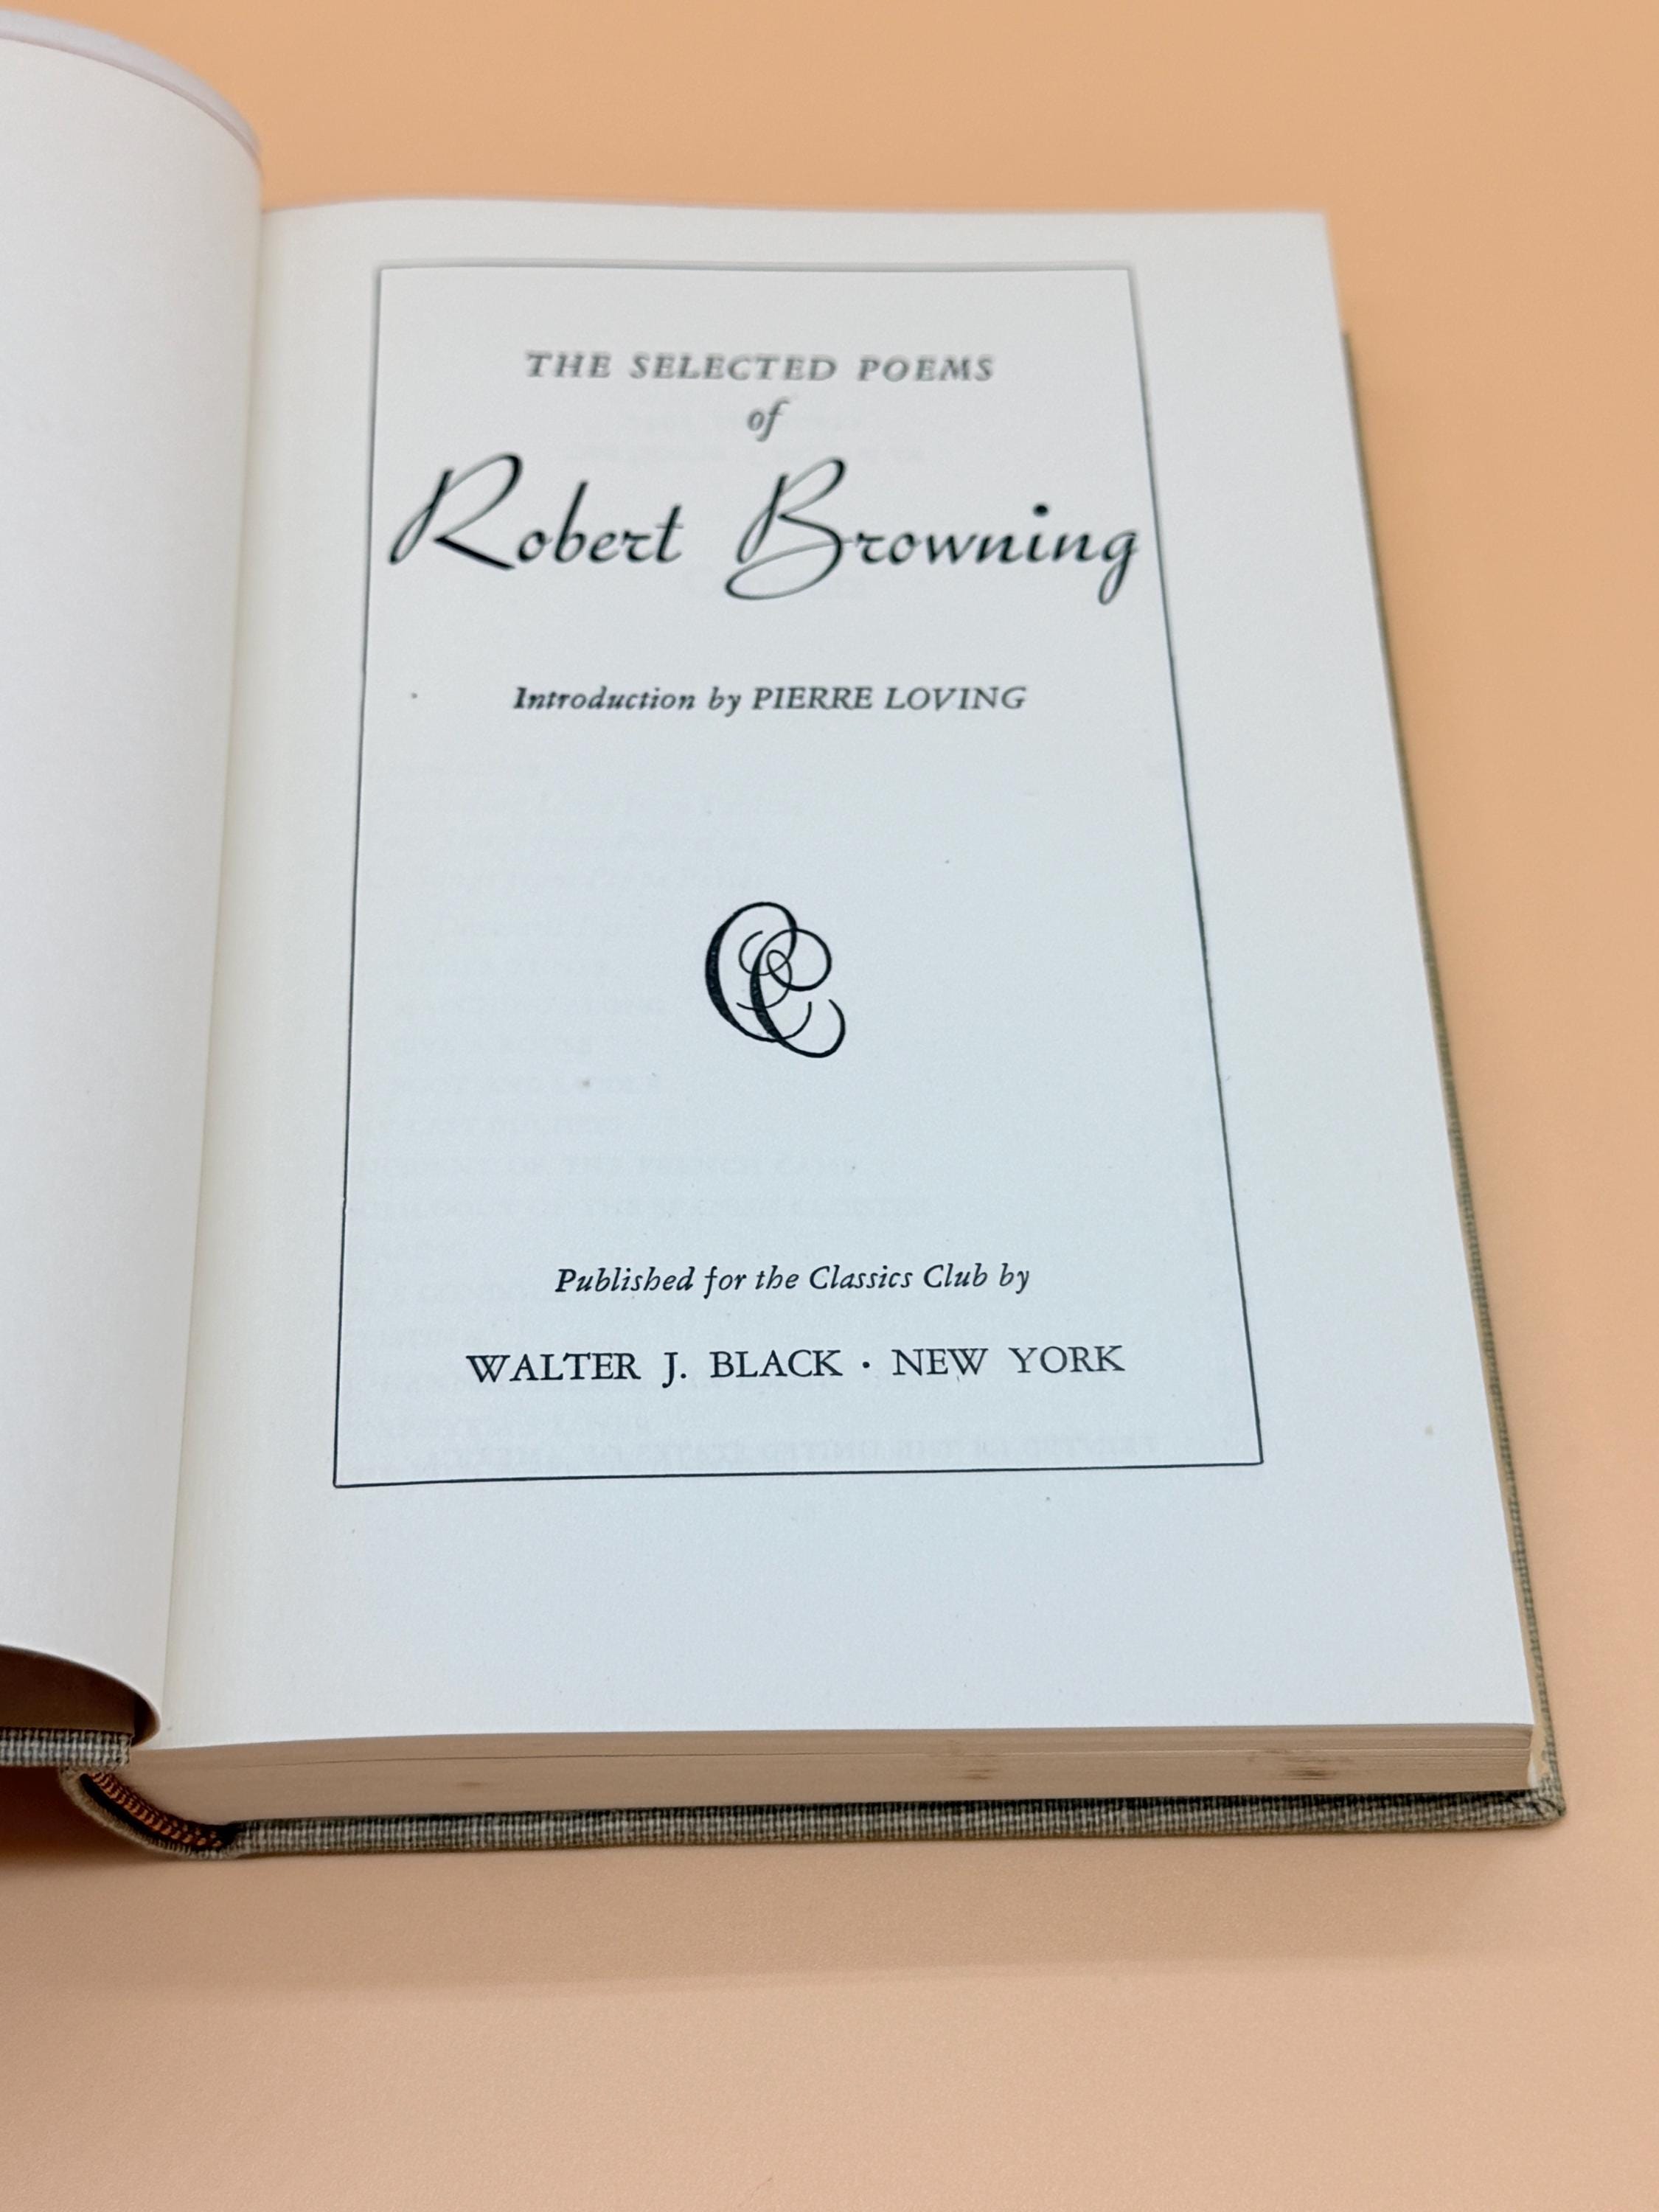 THE SELECTED POEMS
of
Robert Browning
Introduction by PIERRE LOVING
CC
Published for the Classics Club by
WALTER J. BLACK · NEW YORK